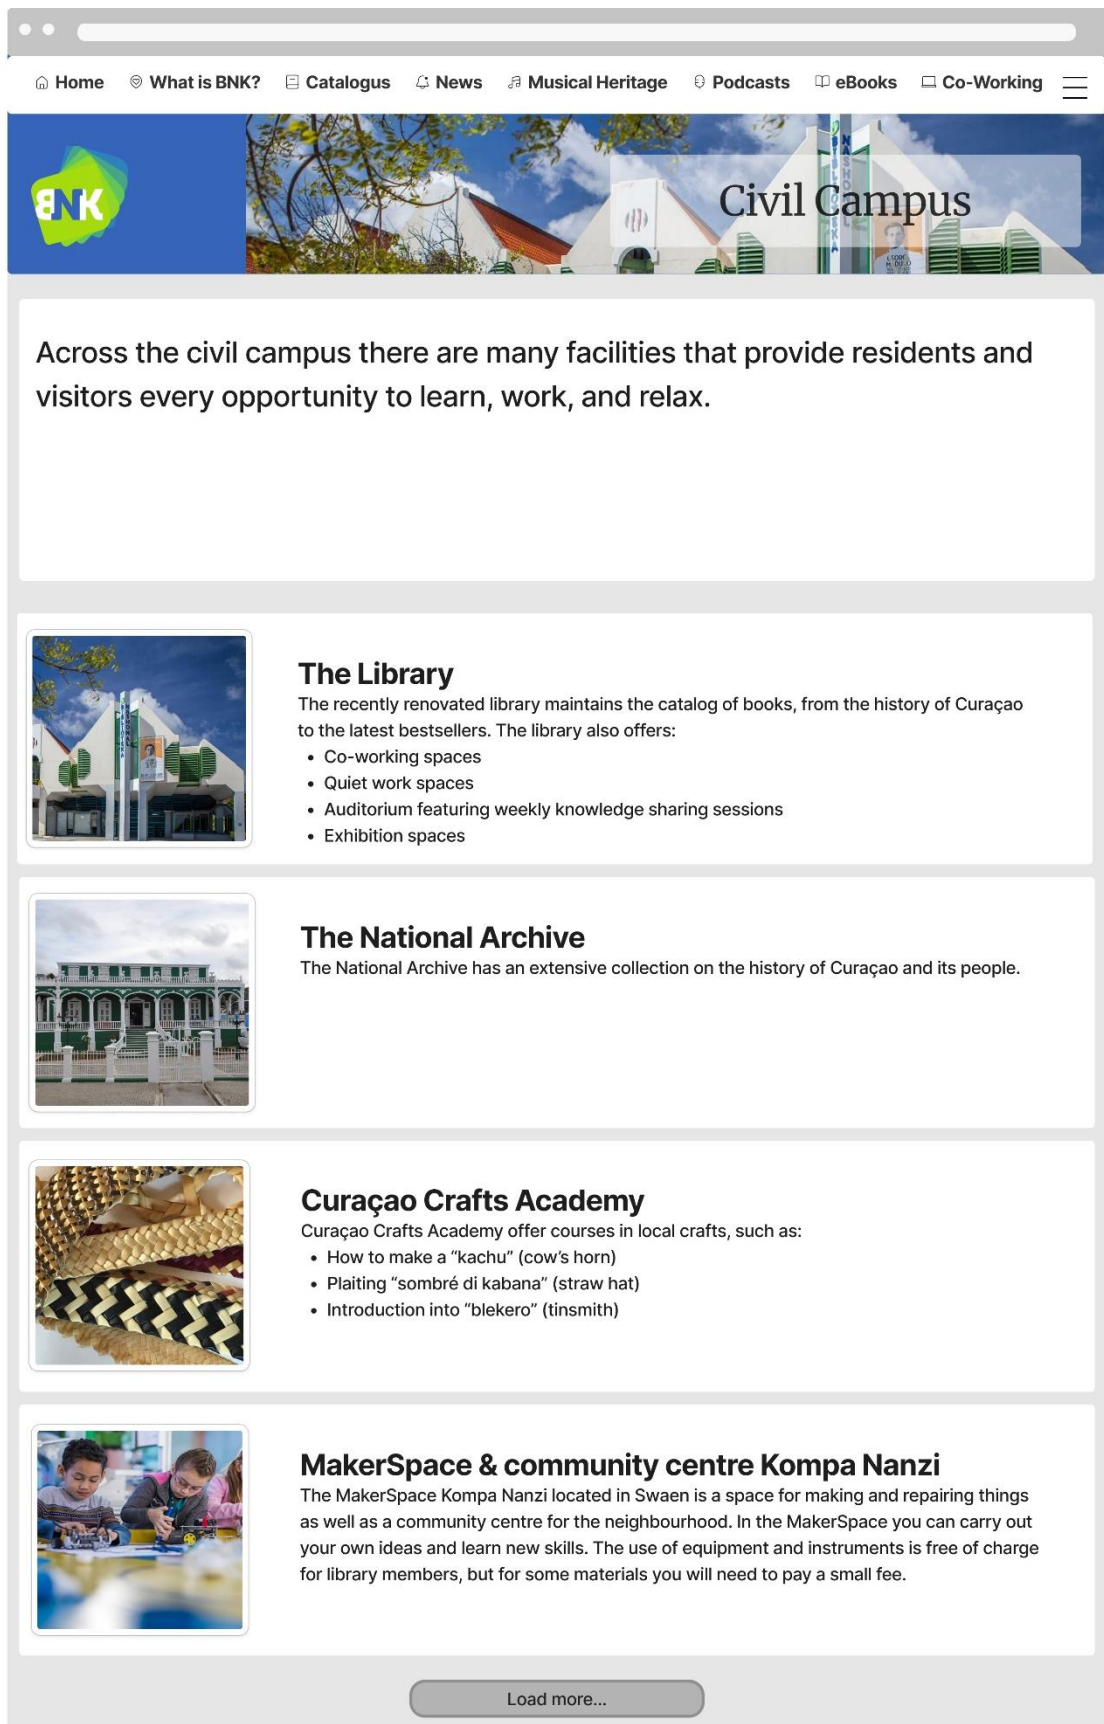 Home What is BNK? Catalogus News Musical Heritage Podcasts eBooks Co-Working
BNK
Civil Campus
Across the civil campus there are many facilities that provide residents and
visitors every opportunity to learn, work, and relax.
The Library
The recently renovated library maintains the catalog of books, from the history of Curaçao
to the latest bestsellers. The library also offers:
• Co-working spaces
• Quiet work spaces
• Auditorium featuring weekly knowledge sharing sessions
• Exhibition spaces
The National Archive
The National Archive has an extensive collection on the history of Curaçao and its people.
Curaçao Crafts Academy
Curaçao Crafts Academy offer courses in local crafts, such as:
• How to make a “kachu” (cow’s horn)
• Plaiting “sombré di kabana” (straw hat)
• Introduction into “blekero” (tinsmith)
MakerSpace & community centre Kompa Nanzi
The MakerSpace Kompa Nanzi located in Swaen is a space for making and repairing things
as well as a community centre for the neighbourhood. In the MakerSpace you can carry out
your own ideas and learn new skills. The use of equipment and instruments is free of charge
for library members, but for some materials you will need to pay a small fee.
Load more...